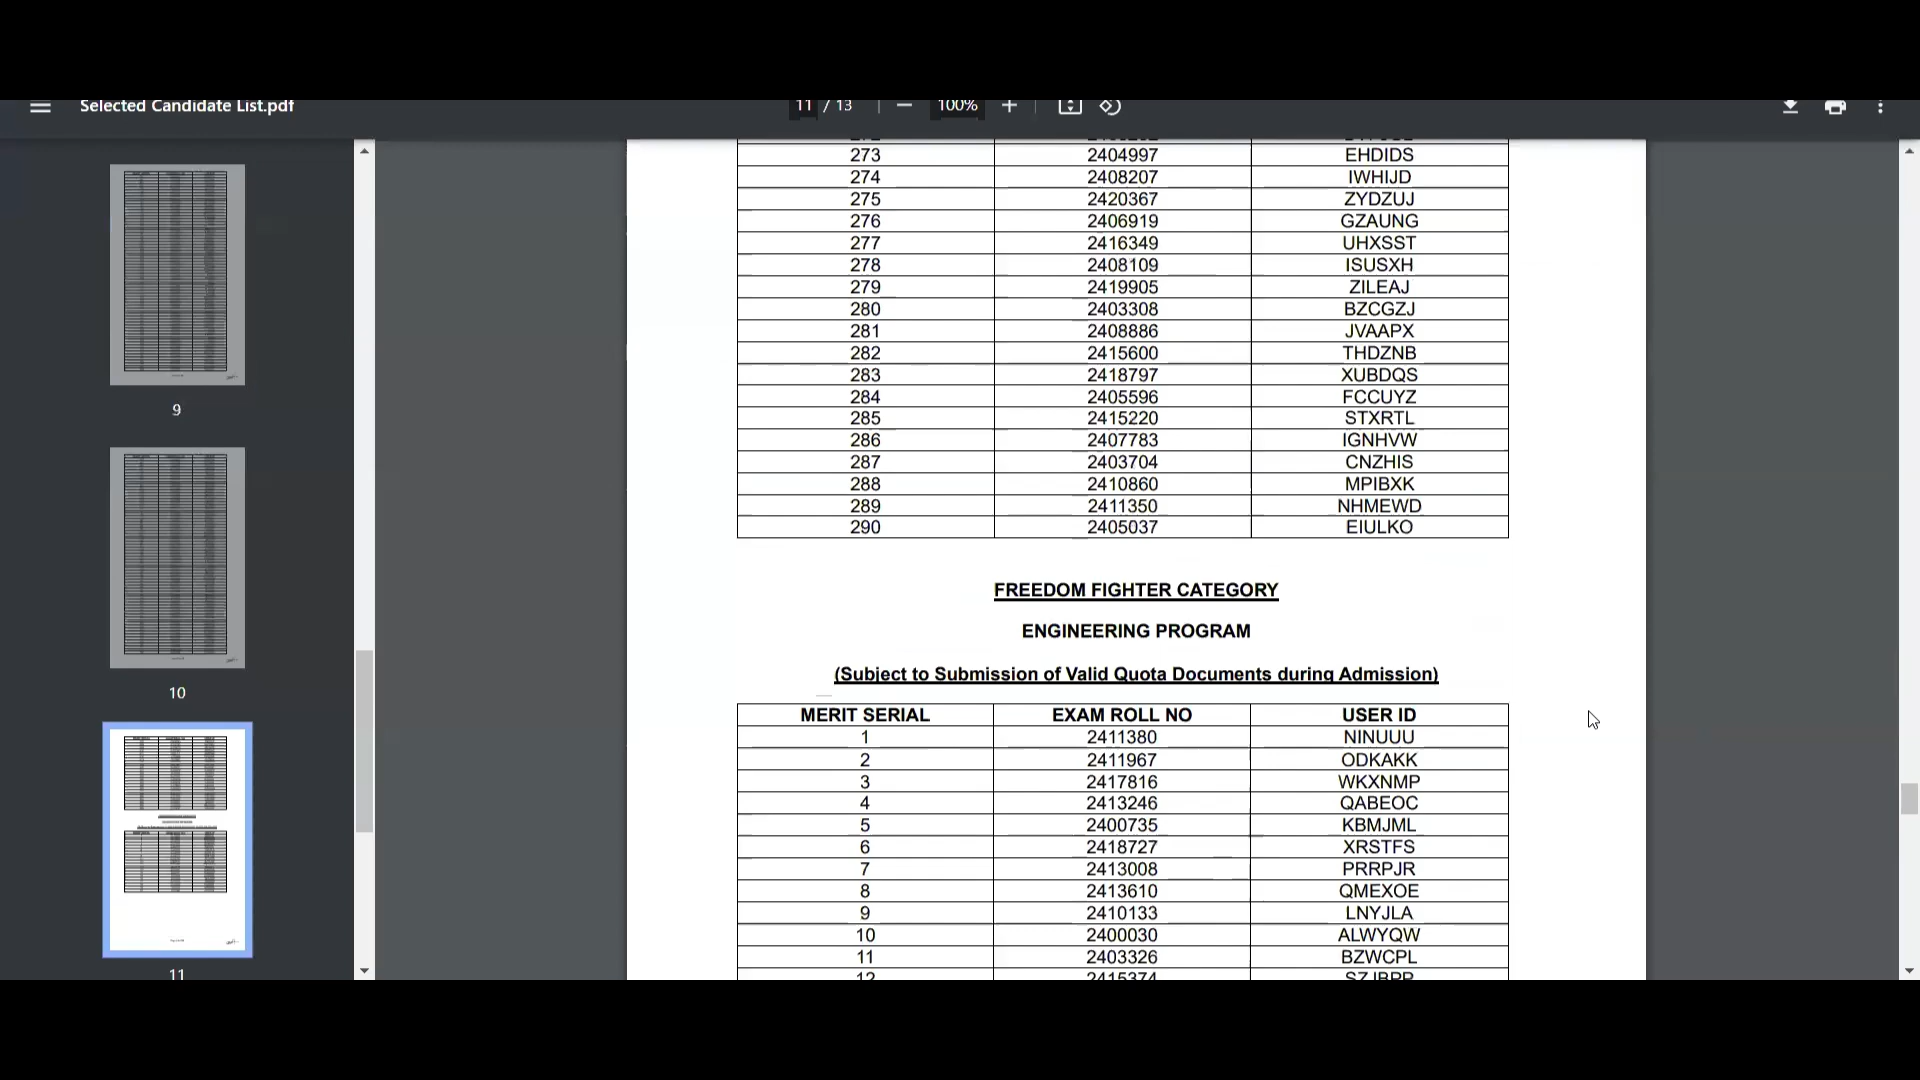 Selected Candidate List.pdf
11 / 13
100%
9
10
11
273 2404997 EHDIDS
274 2408207 IWHIJD
275 2420367 ZYDZUJ
276 2406919 GZAUNG
277 2416349 UHXSST
278 2408109 ISUSXH
279 2419905 ZILEAJ
280 2403308 BZCGZJ
281 2408886 JVAAPX
282 2415600 THDZNB
283 2418797 XUBDQS
284 2405596 FCCUYZ
285 2415220 STXRTL
286 2407783 IGNHVW
287 2403704 CNZHIS
288 2410860 MPIBXK
289 2411350 NHMEWD
290 2405037 EIULKO
FREEDOM FIGHTER CATEGORY
ENGINEERING PROGRAM
(Subject to Submission of Valid Quota Documents during Admission)
MERIT SERIAL EXAM ROLL NO USER ID
1 2411380 NINUUU
2 2411967 ODKAKK
3 2417816 WKXNMP
4 2413246 QABEOC
5 2400735 KBMJML
6 2418727 XRSTFS
7 2413008 PRRPJR
8 2413610 QMEXOE
9 2410133 LNYJLA
10 2400030 ALWYQW
11 2403326 BZWCPL
12 2415374